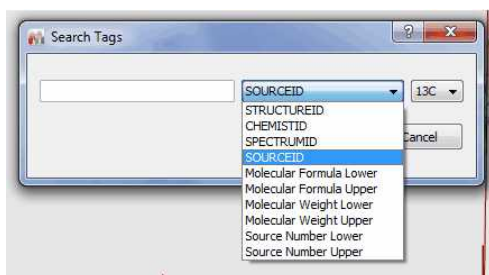 Search Tags
SOURCEID 13C
STRUCTUREID
CHEMISTID
SPECTRUMID
SOURCEID
Molecular Formula Lower
Molecular Formula Upper
Molecular Weight Lower
Molecular Weight Upper
Source Number Lower
Source Number Upper
Cancel